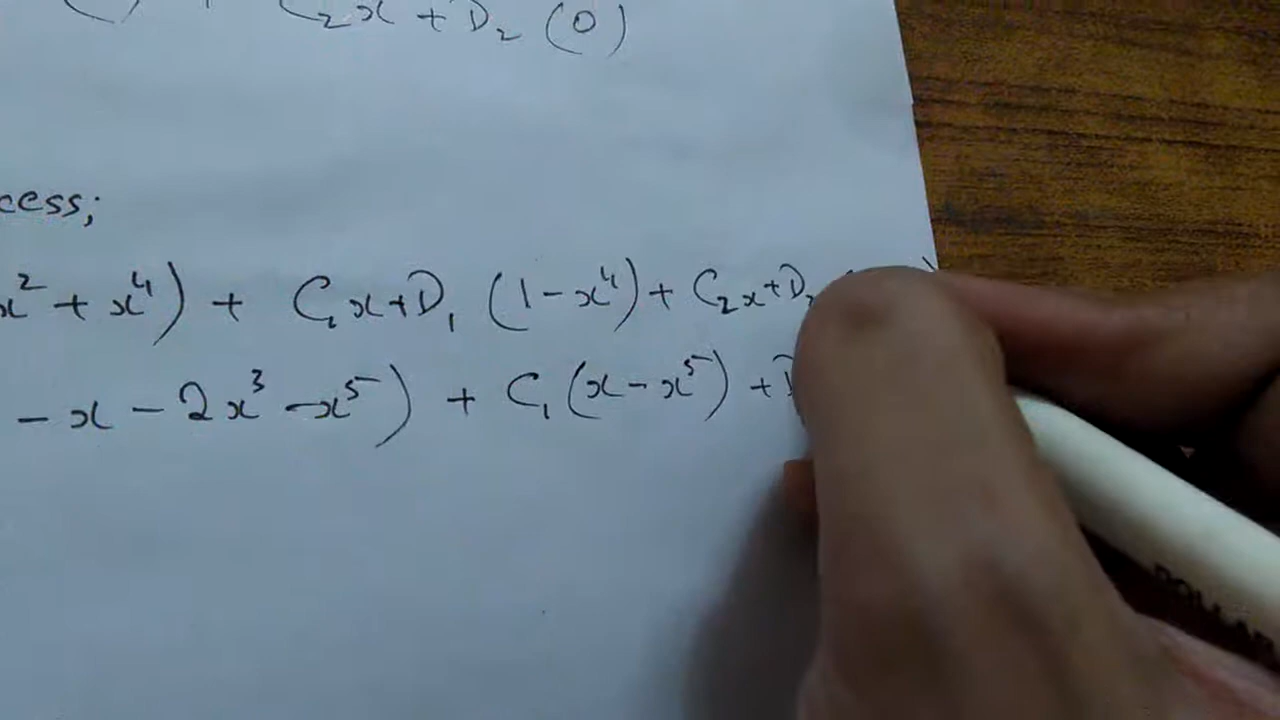 C₂x + D₂ (0)
cess;
x² + x⁴) + C₁x+D₁ (1-x⁴) + C₂x+D₂ (
- x - 2x³ -x⁵) + C₁ (x-x⁵) +D